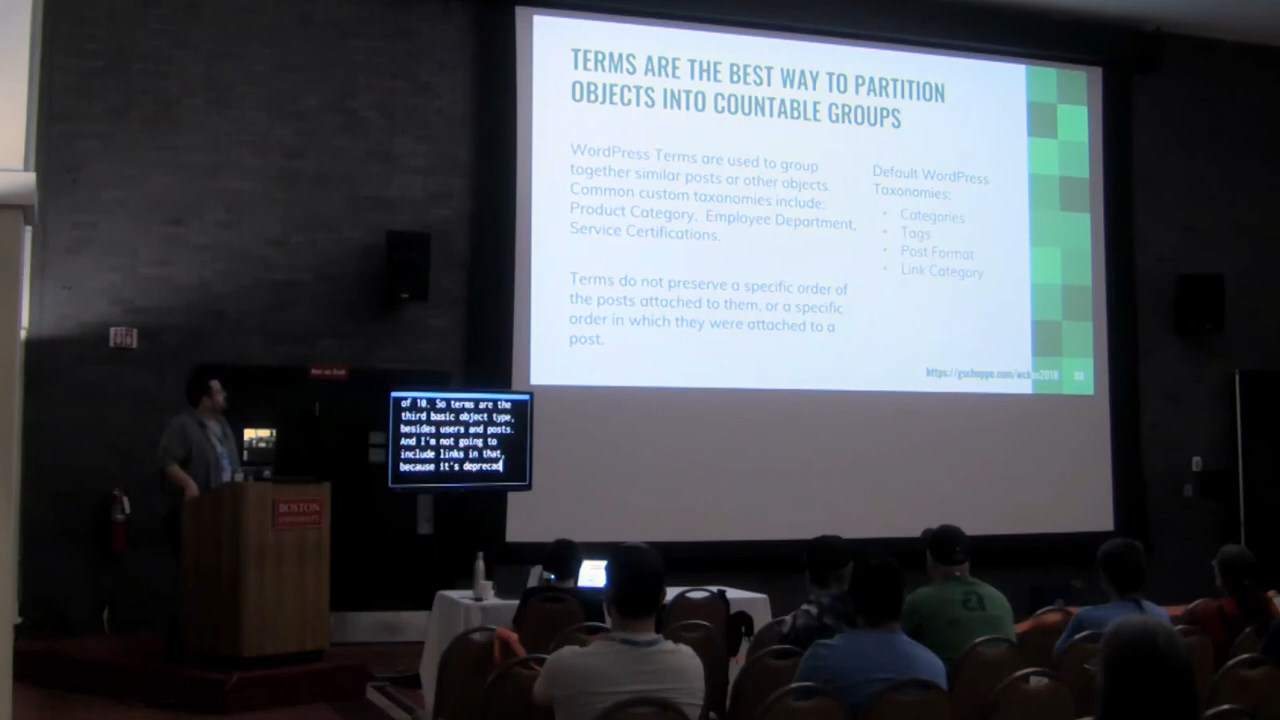 TERMS ARE THE BEST WAY TO PARTITION
OBJECTS INTO COUNTABLE GROUPS
WordPress Terms are used to group
together similar posts or other objects.
Common custom taxonomies include:
Product Category, Employee Department,
Service Certifications.
Terms do not preserve a specific order of
the posts attached to them, or a specific
order in which they were attached to a
post.
Default WordPress
Taxonomies:
• Categories
• Tags
• Post Format
• Link Category
of 10. So terms are the
third basic object type,
besides users and posts.
And I'm not going to
include links in that,
because it's deprecad
BOSTON
UNIVERSITY